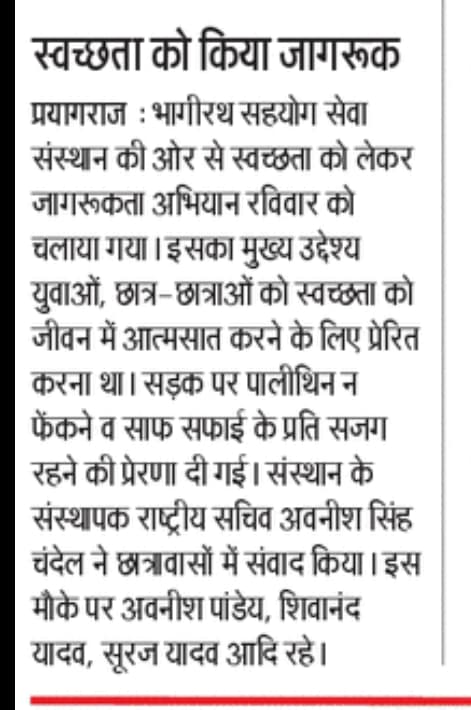 स्वच्छता को किया जागरूक
प्रयागराज : भागीरथ सहयोग सेवा
संस्थान की ओर से स्वच्छता को लेकर
जागरूकता अभियान रविवार को
चलाया गया। इसका मुख्य उद्देश्य
युवाओं, छात्र-छात्राओं को स्वच्छता को
जीवन में आत्मसात करने के लिए प्रेरित
करना था। सड़क पर पालीथिन न
फेंकने व साफ सफाई के प्रति सजग
रहने की प्रेरणा दी गई। संस्थान के
संस्थापक राष्ट्रीय सचिव अवनीश सिंह
चंदेल ने छात्रावासों में संवाद किया। इस
मौके पर अवनीश पांडेय, शिवानंद
यादव, सूरज यादव आदि रहे।